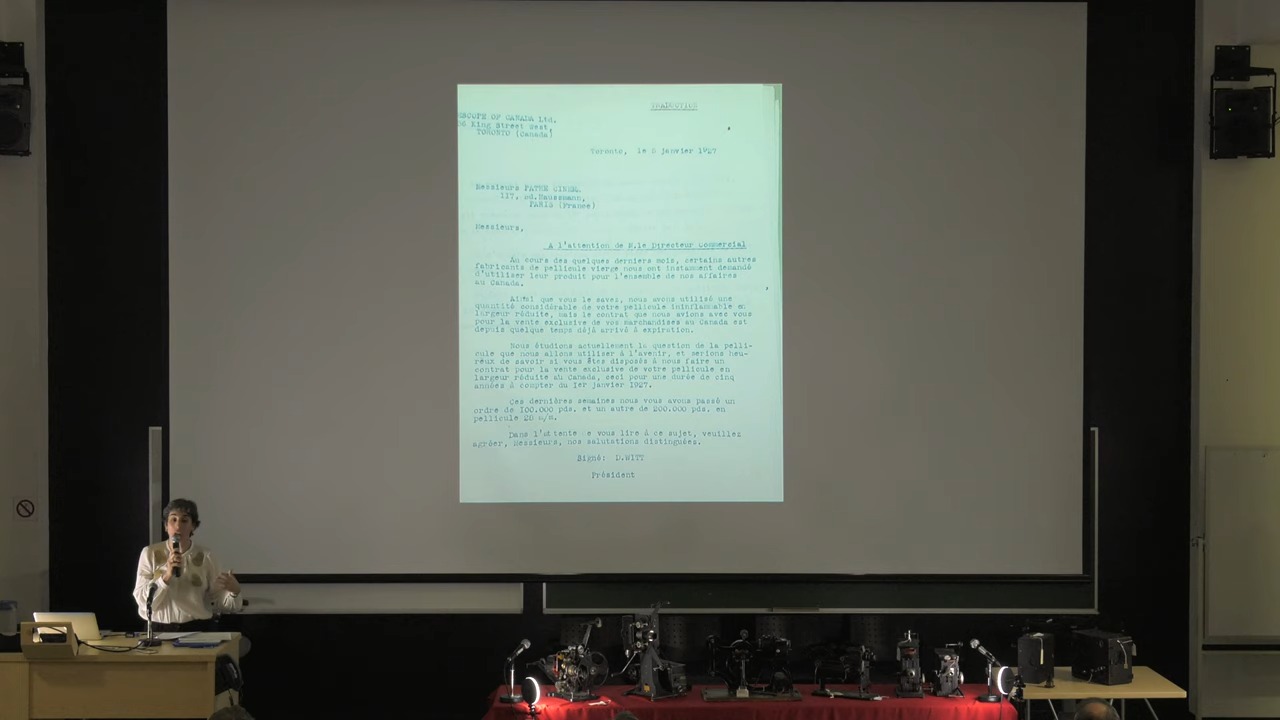 TRADUCTION
SCOPE OF CANADA Ltd.
King Street West,
TORONTO (Canada)
Toronto, le 5 janvier 1927
Messieurs PATHE CINEMA.
117, Bd.Haussmann,
PARIS (France)
Messieurs,
A l'attention de M.le Directeur Commercial
Au cours des quelques derniers mois, certains autres
fabricants de pellicule vierge nous ont instamment demandé
d'utiliser leur produit pour l'ensemble de nos affaires
au Canada.
Ainsi que vous le savez, nous avons utilisé une
quantité considérable de votre pellicule ininflammable en
largeur réduite, mais le contrat que nous avions avec vous
pour la vente exclusive de vos marchandises au Canada est
depuis quelque temps déjà arrivé à expiration.
Nous étudions actuellement la question de la pelli-
cule que nous allons utiliser à l'avenir, et serions heu-
reux de savoir si vous êtes disposés à nous faire un
contrat pour la vente exclusive de votre pellicule en
largeur réduite au Canada, ceci pour une durée de cinq
années à compter du 1er janvier 1927.
Ces dernières semaines nous vous avons passé un
ordre de 100.000 pds. et un autre de 200.000 pds. en
pellicule 28 m/m.
Dans l'attente de vous lire à ce sujet, veuillez
agréer, Messieurs, nos salutations distinguées.
Signé: D.WITT
Président